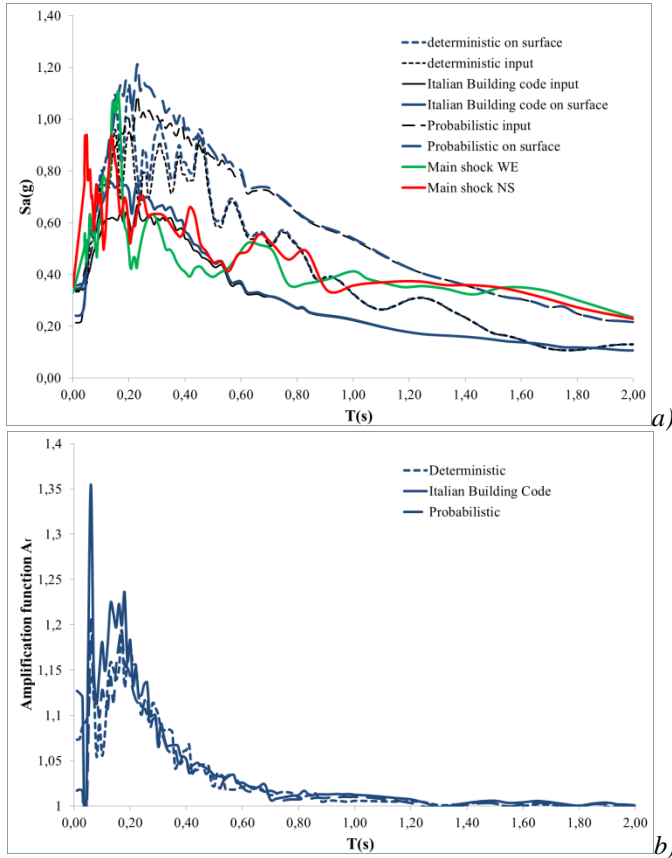 1,40
1,20
1,00
0,80
0,60
0,40
0,20
0,00
Sa(g)
deterministic on surface
deterministic input
Italian Building code input
Italian Building code on surface
Probabilistic input
Probabilistic on surface
Main shock WE
Main shock NS
0,00 0,20 0,40 0,60 0,80 1,00 1,20 1,40 1,60 1,80 2,00
T(s)
a)
1,4
1,35
1,3
1,25
1,2
1,15
1,1
1,05
1
Amplification function Ar
Deterministic
Italian Building Code
Probabilistic
0,00 0,20 0,40 0,60 0,80 1,00 1,20 1,40 1,60 1,80 2,00
T(s)
b)